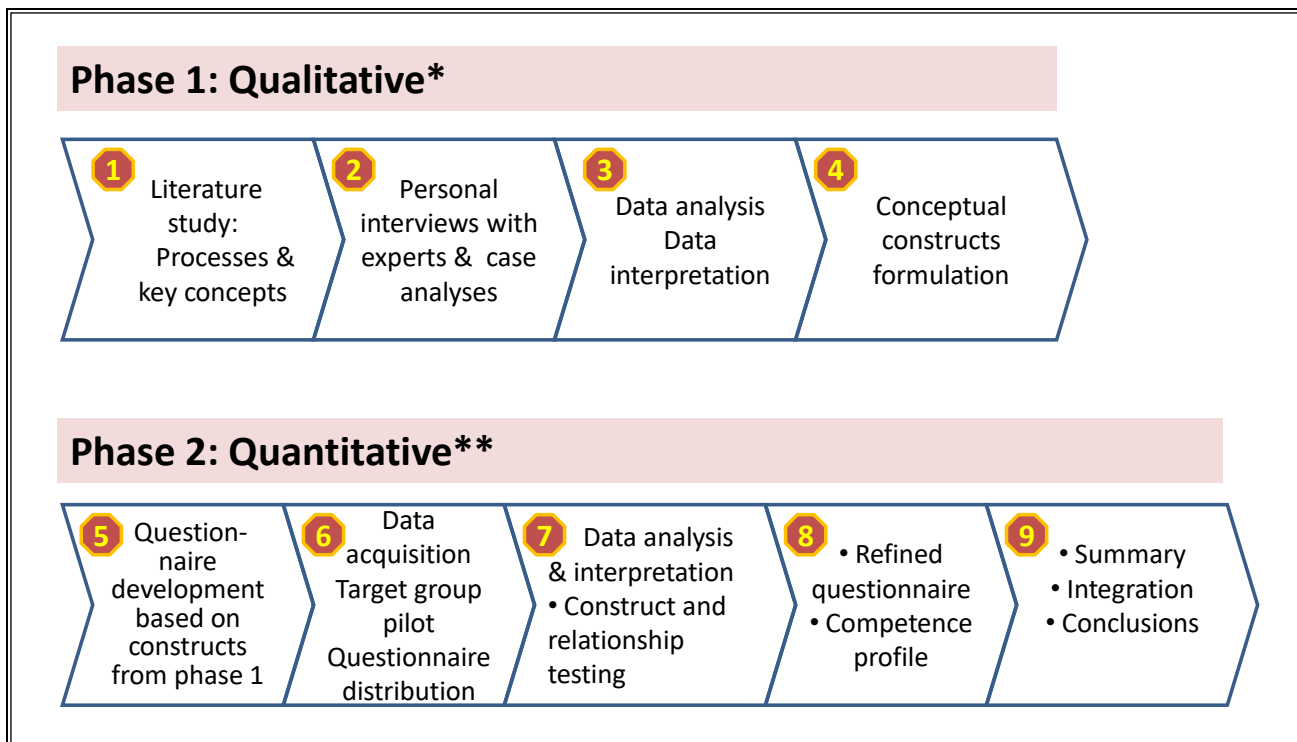 Phase 1: Qualitative*
1
Literature
study:
Processes &
key concepts
2
Personal
interviews with
experts & case
analyses
3
Data analysis
Data
interpretation
4
Conceptual
constructs
formulation
Phase 2: Quantitative**
5
Question-
naire
development
based on
constructs
from phase 1
6
Data
acquisition
Target group
pilot
Questionnaire
distribution
7
Data analysis
& interpretation
• Construct and
relationship
testing
8
• Refined
questionnaire
• Competence
profile
9
• Summary
• Integration
• Conclusions